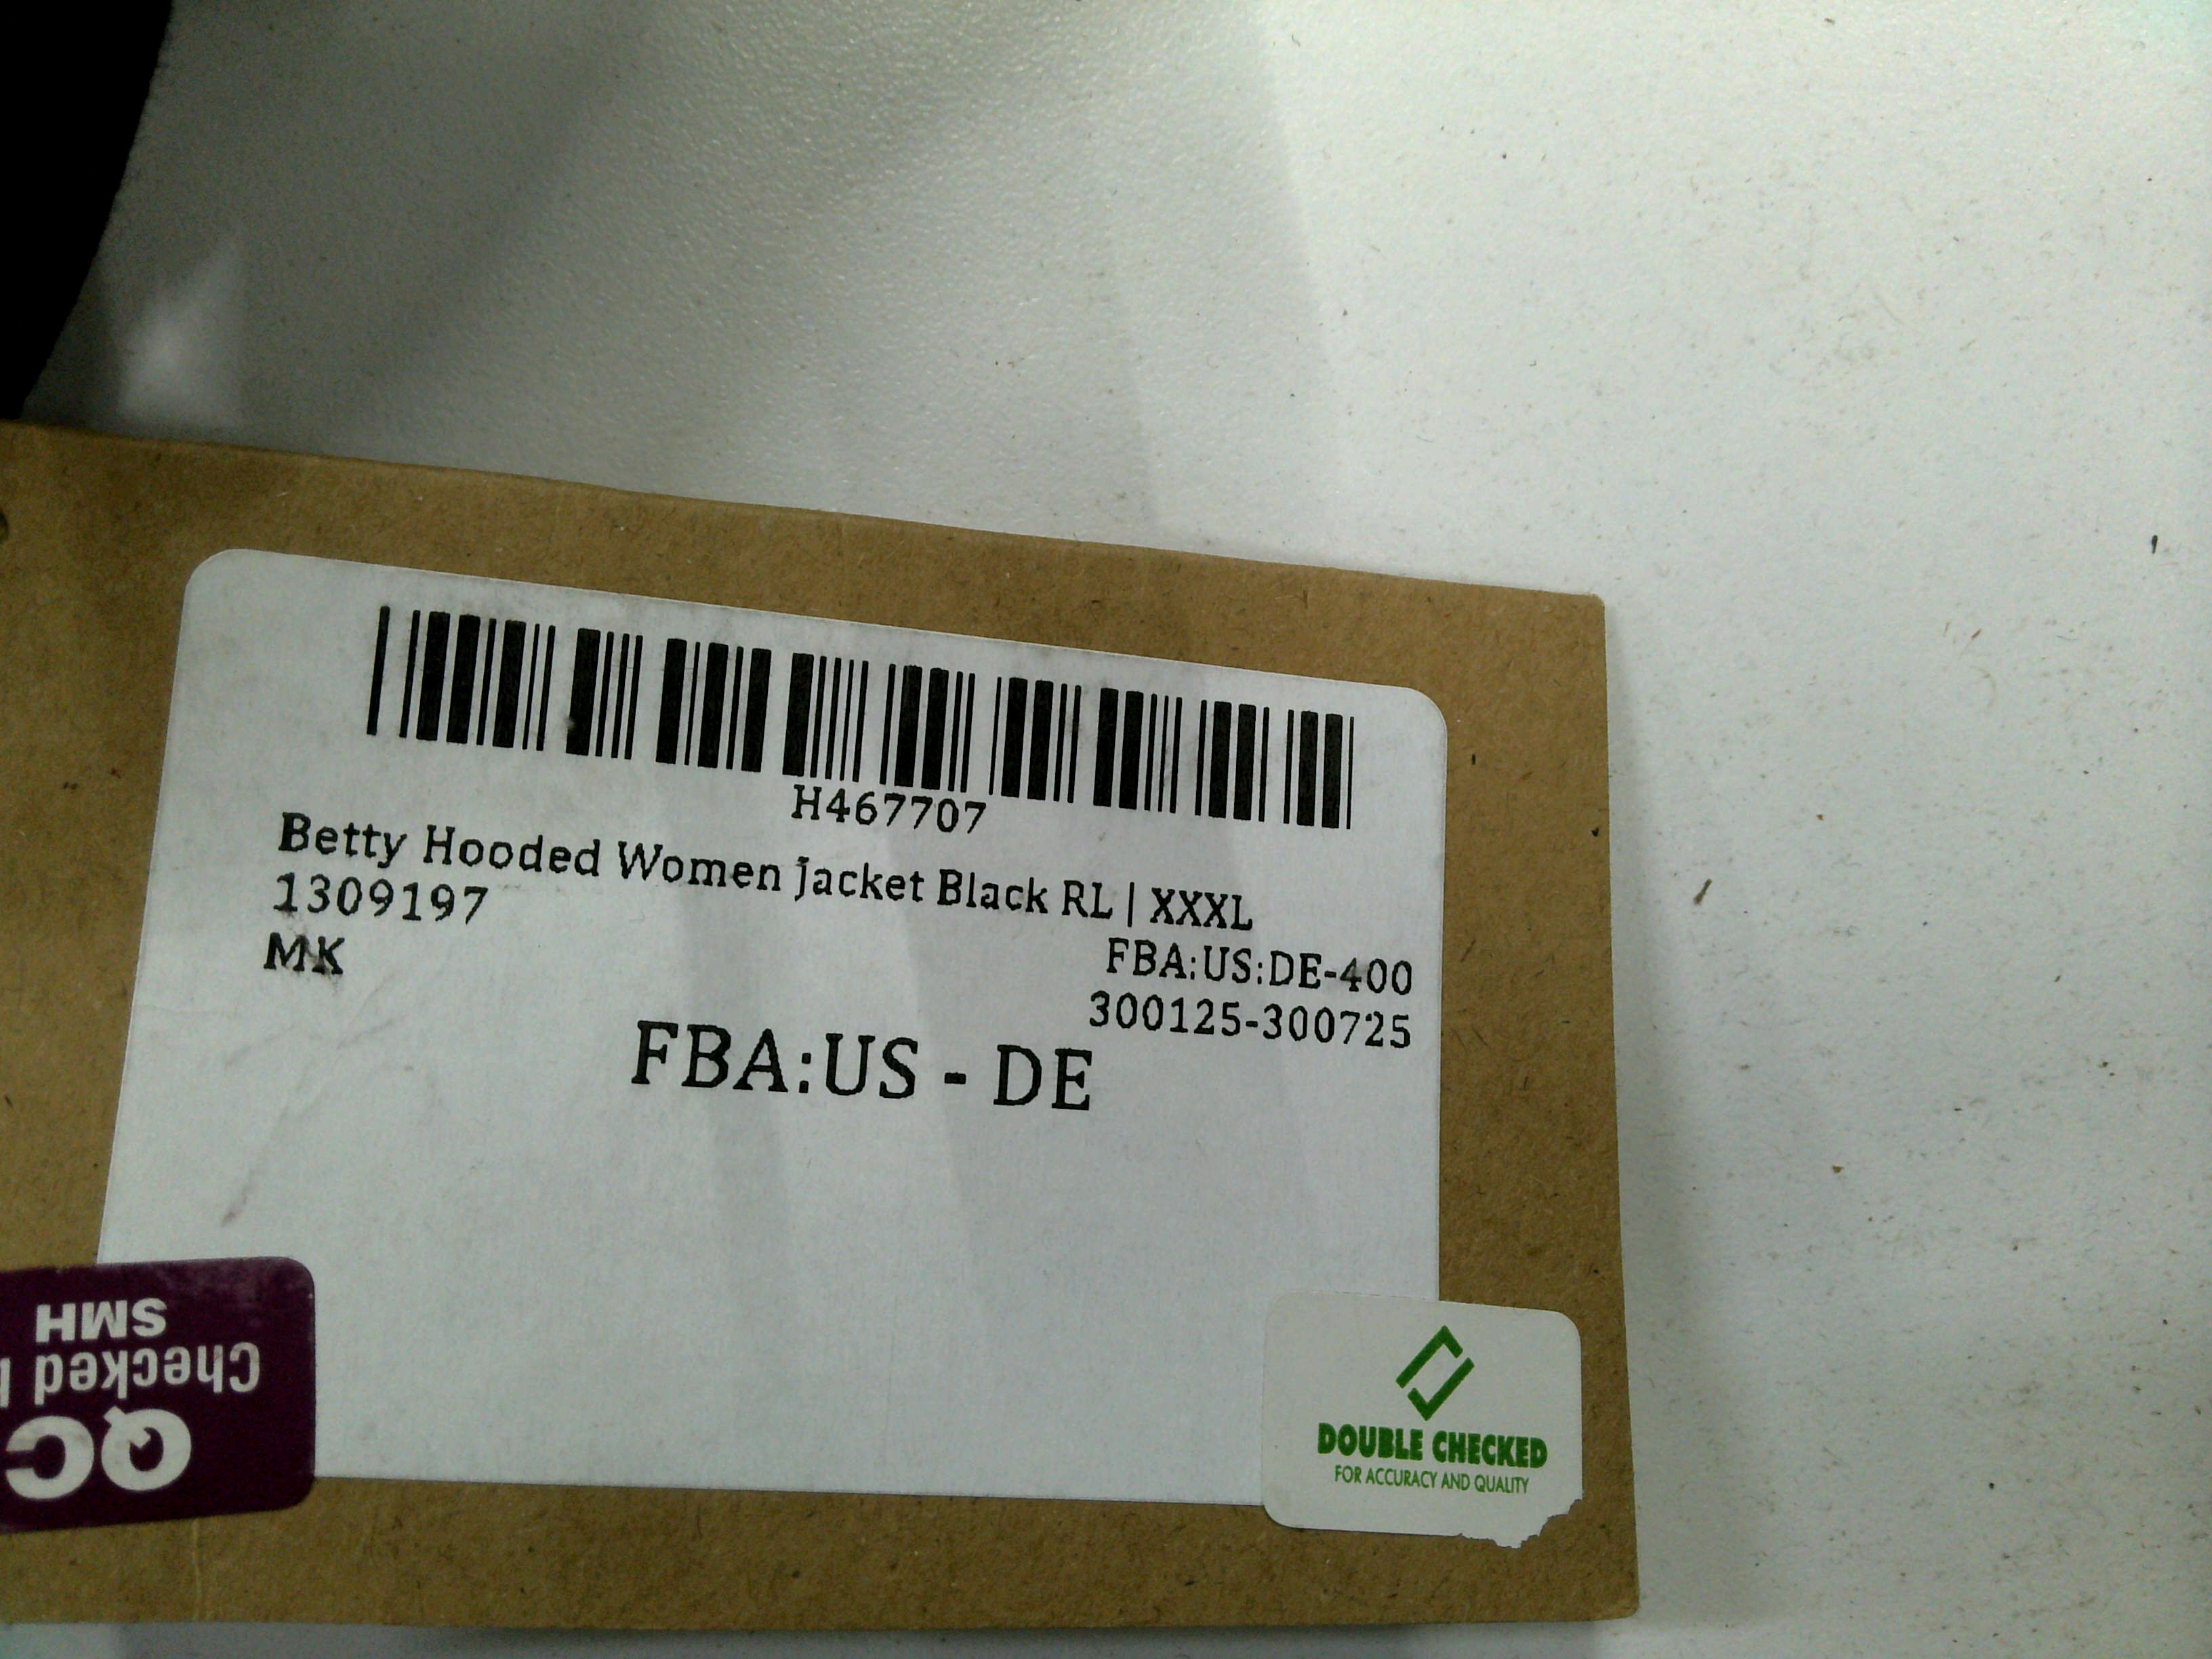 H467707
Betty Hooded Women jacket Black RL | XXXL
1309197
MK
FBA:US:DE-400
300125-300725
FBA:US - DE
QC
Checked
SMH
DOUBLE CHECKED
FOR ACCURACY AND QUALITY